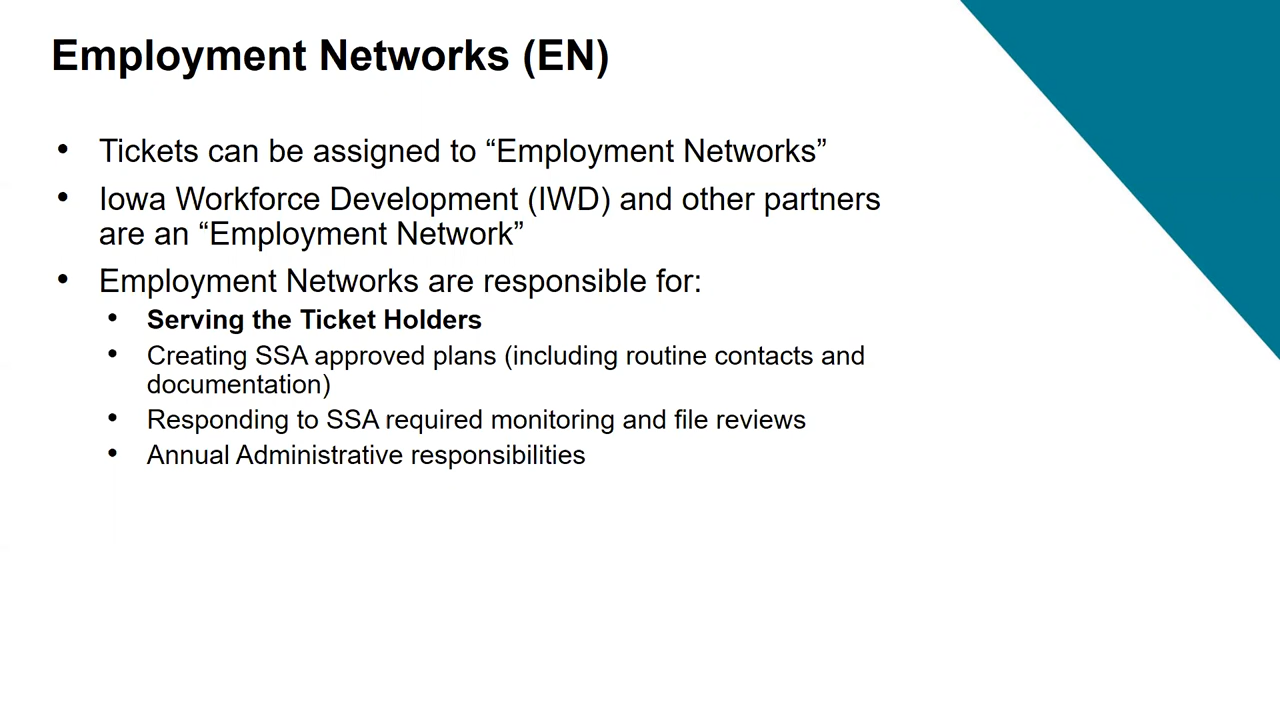 Employment Networks (EN)
• Tickets can be assigned to “Employment Networks”
• Iowa Workforce Development (IWD) and other partners
are an “Employment Network”
• Employment Networks are responsible for:
• Serving the Ticket Holders
• Creating SSA approved plans (including routine contacts and
documentation)
• Responding to SSA required monitoring and file reviews
• Annual Administrative responsibilities